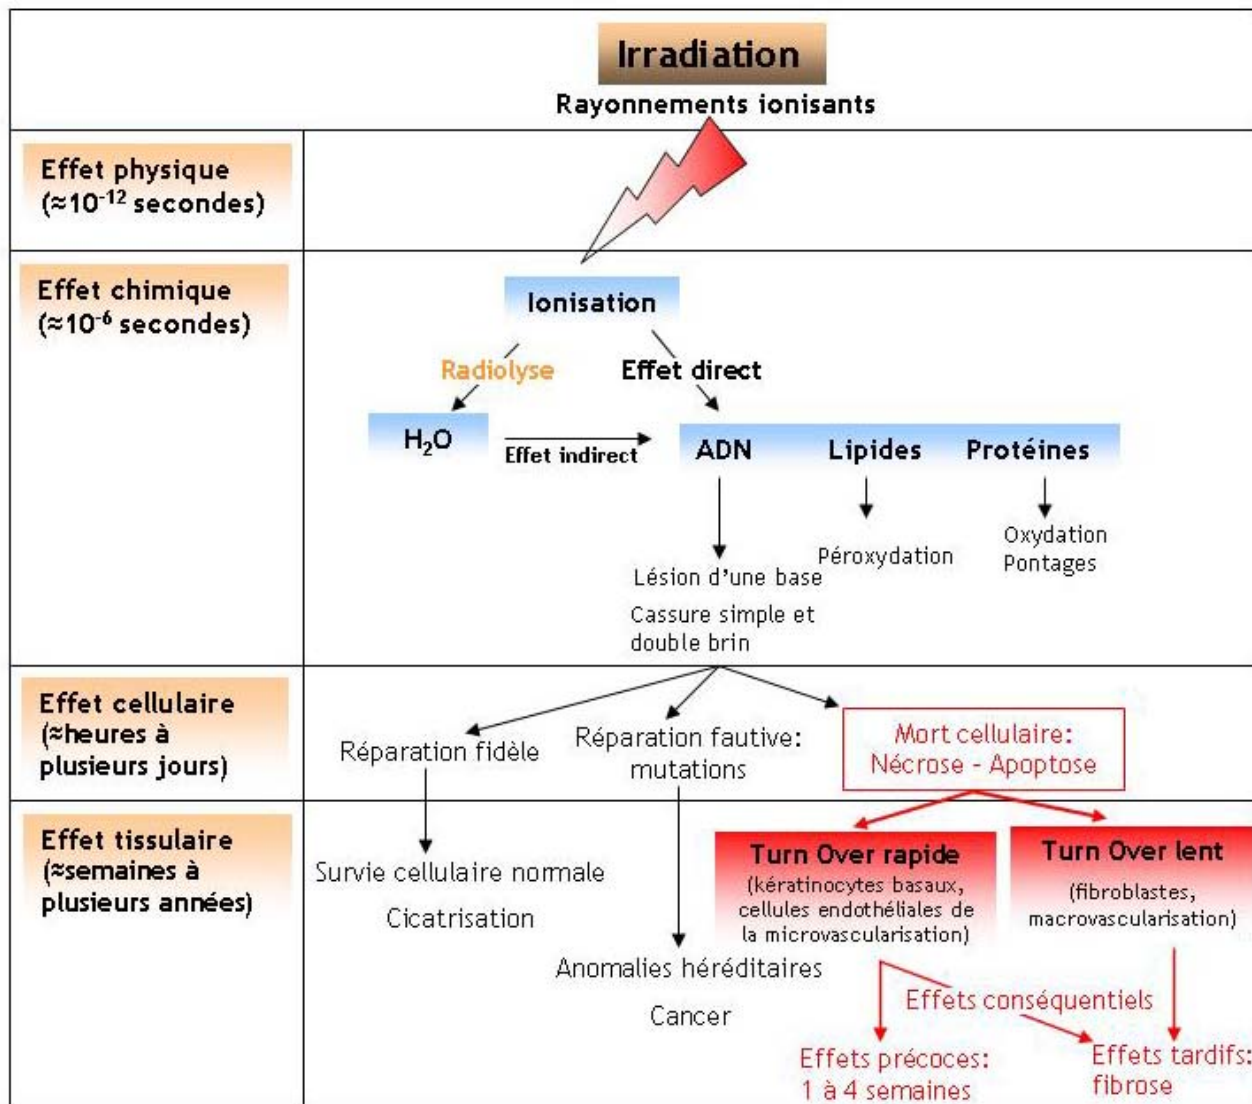 Irradiation
Rayonnements ionisants
Effet physique
(≈10⁻¹² secondes)
Effet chimique
(≈10⁻⁶ secondes)
Ionisation
Radiolyse
Effet direct
H₂O
Effet indirect
ADN
Lipides
Protéines
Lésion d'une base
Cassure simple et
double brin
Péroxydation
Oxydation
Pontages
Effet cellulaire
(≈heures à
plusieurs jours)
Réparation fidèle
Réparation fautive:
mutations
Mort cellulaire:
Nécrose - Apoptose
Effet tissulaire
(≈semaines à
plusieurs années)
Survie cellulaire normale
Cicatrisation
Anomalies héréditaires
Cancer
Turn Over rapide
(kératinocytes basaux,
cellules endothéliales de
la microvascularisation)
Turn Over lent
(fibroblastes,
macrovascularisation)
Effets conséquentiels
Effets précoces:
1 à 4 semaines
Effets tardifs:
fibrose